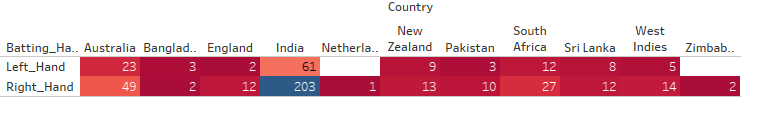 Country
Batting_Ha.. Australia Banglad.. England India Netherla.. New Zealand Pakistan South Africa Sri Lanka West Indies Zimbab..
Left_Hand 23 3 2 61 9 3 12 8 5
Right_Hand 49 2 12 203 1 13 10 27 12 14 2